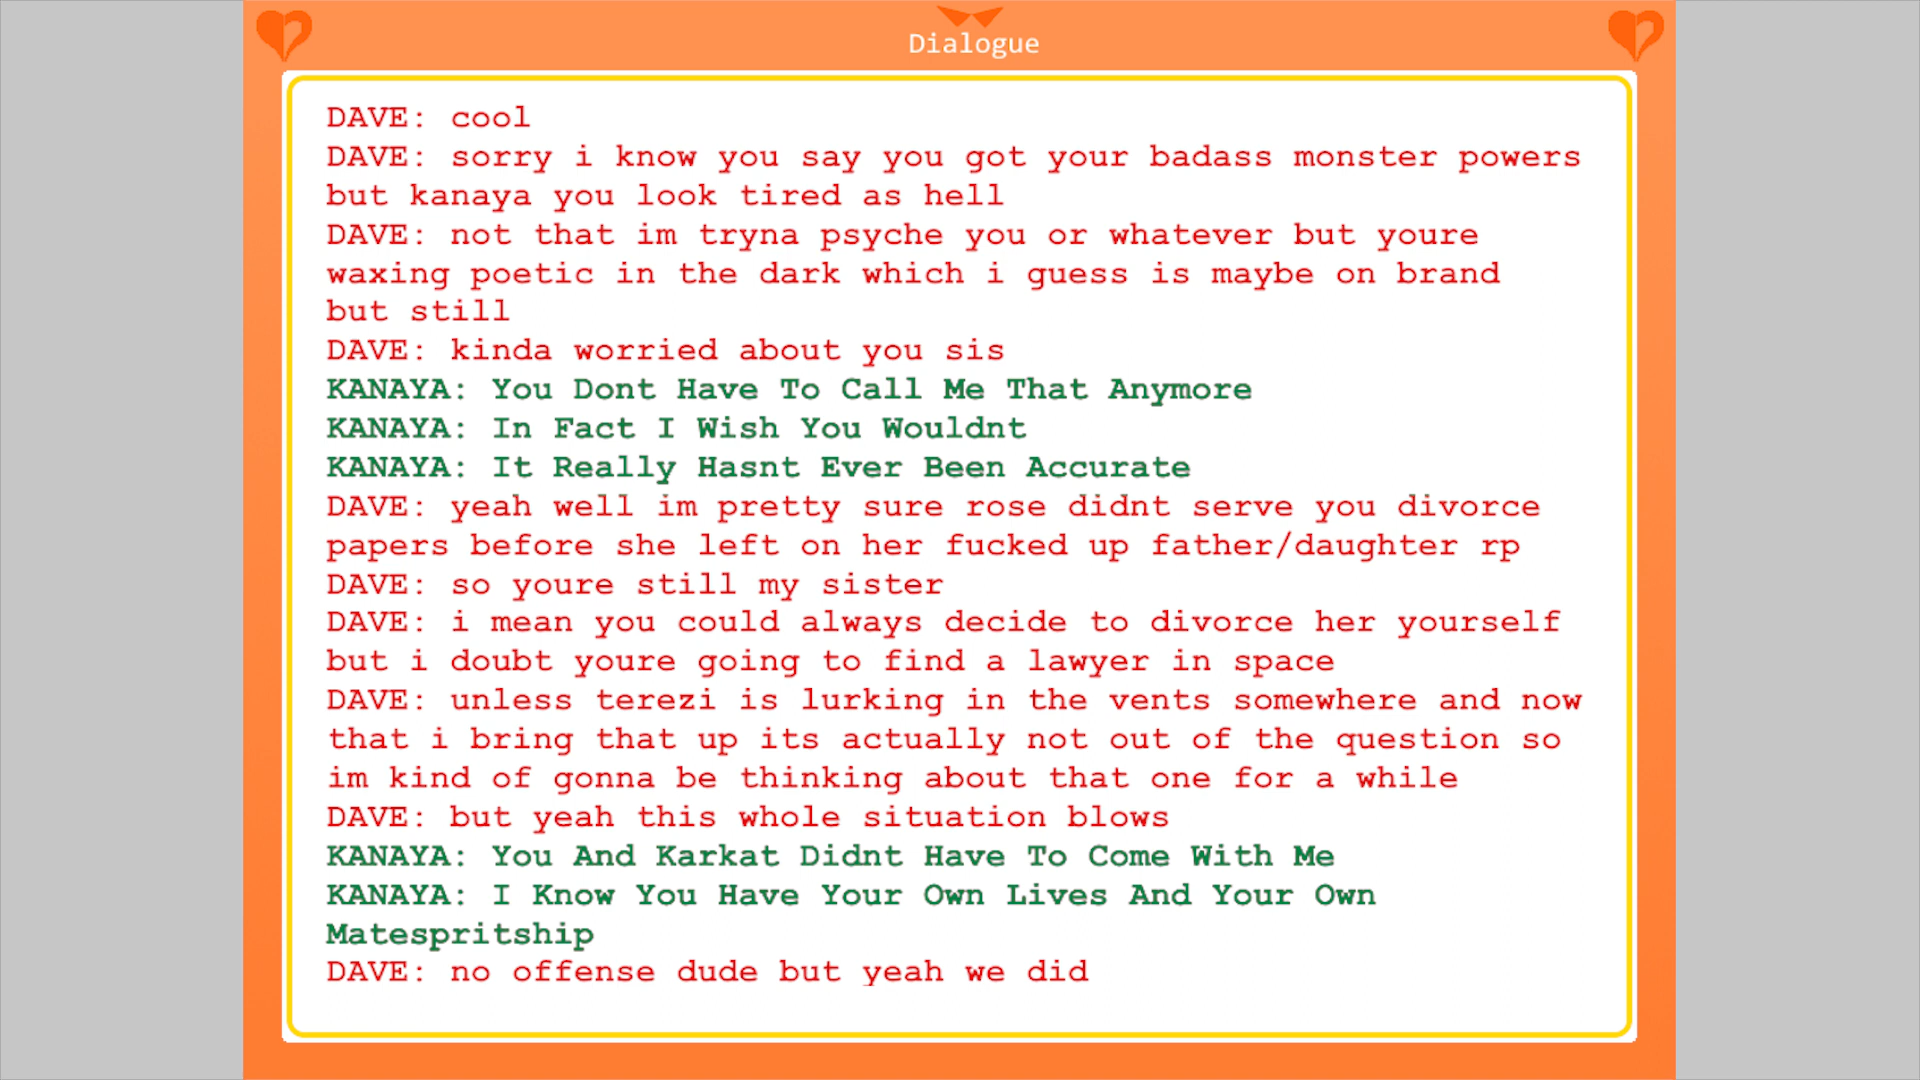 Dialogue
DAVE: cool
DAVE: sorry i know you say you got your badass monster powers
but kanaya you look tired as hell
DAVE: not that im tryna psyche you or whatever but youre
waxing poetic in the dark which i guess is maybe on brand
but still
DAVE: kinda worried about you sis
KANAYA: You Dont Have To Call Me That Anymore
KANAYA: In Fact I Wish You Wouldnt
KANAYA: It Really Hasnt Ever Been Accurate
DAVE: yeah well im pretty sure rose didnt serve you divorce
papers before she left on her fucked up father/daughter rp
DAVE: so youre still my sister
DAVE: i mean you could always decide to divorce her yourself
but i doubt youre going to find a lawyer in space
DAVE: unless terezi is lurking in the vents somewhere and now
that i bring that up its actually not out of the question so
im kind of gonna be thinking about that one for a while
DAVE: but yeah this whole situation blows
KANAYA: You And Karkat Didnt Have To Come With Me
KANAYA: I Know You Have Your Own Lives And Your Own
Matespritship
DAVE: no offense dude but yeah we did